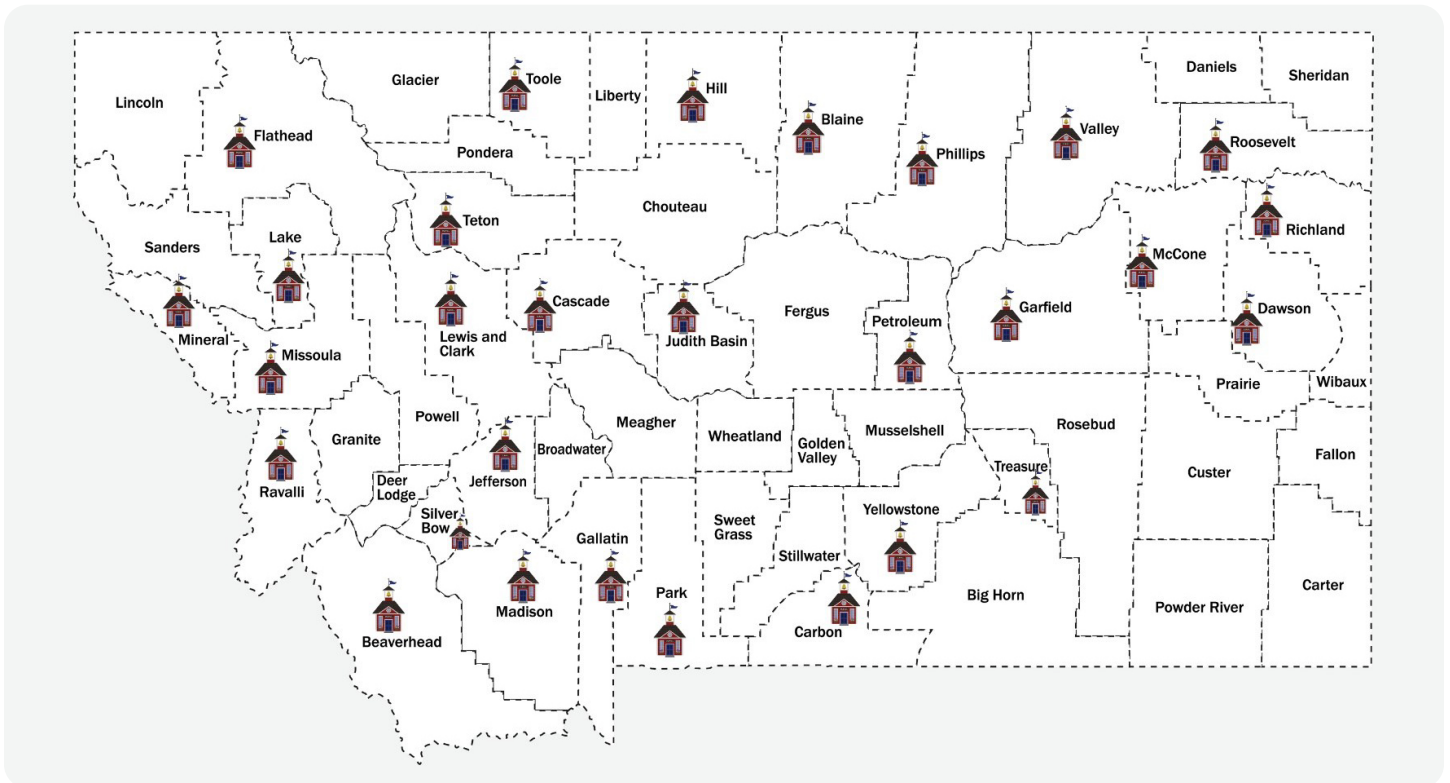 Lincoln
Flathead
Glacier
Toole
Liberty
Hill
Blaine
Phillips
Valley
Daniels
Sheridan
Roosevelt
Pondera
Teton
Chouteau
Richland
Sanders
Lake
McCone
Mineral
Missoula
Lewis and
Clark
Cascade
Judith Basin
Fergus
Petroleum
Garfield
Dawson
Prairie
Wibaux
Powell
Granite
Ravalli
Deer
Lodge
Silver
Bow
Jefferson
Broadwater
Meagher
Wheatland
Golden
Valley
Musselshell
Rosebud
Treasure
Custer
Fallon
Gallatin
Sweet
Grass
Stillwater
Yellowstone
Beaverhead
Madison
Park
Carbon
Big Horn
Powder River
Carter